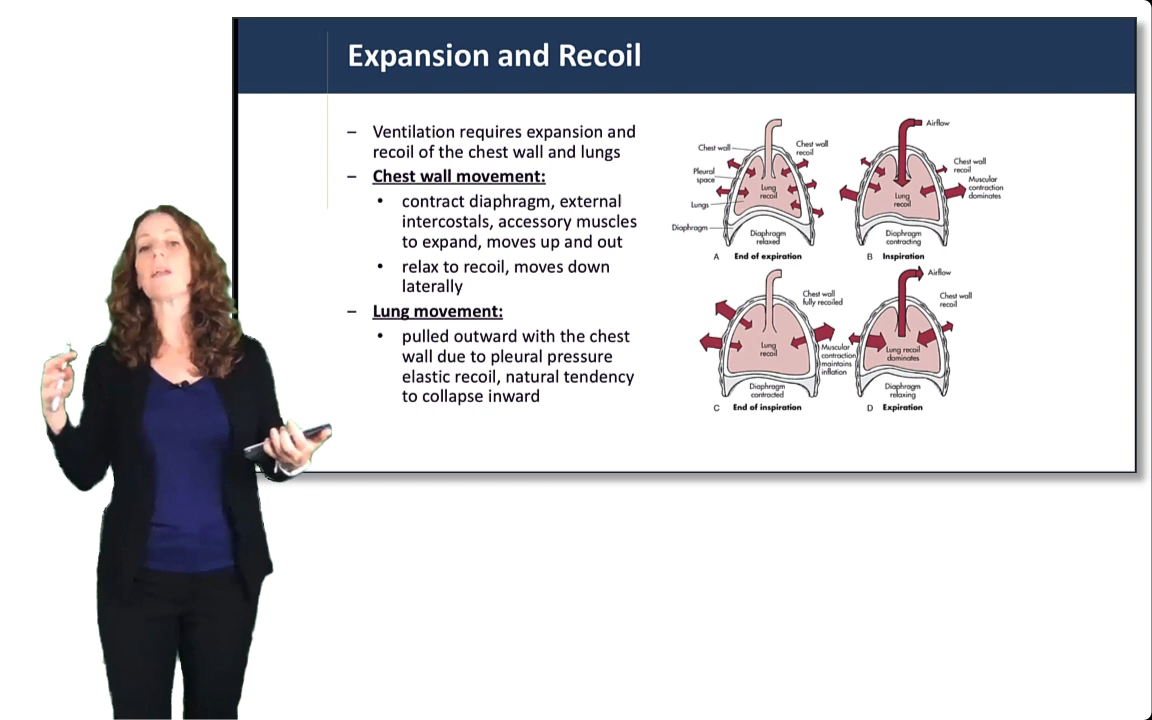 Expansion and Recoil
– Ventilation requires expansion and
recoil of the chest wall and lungs
– Chest wall movement:
• contract diaphragm, external
intercostals, accessory muscles
to expand, moves up and out
• relax to recoil, moves down
laterally
– Lung movement:
• pulled outward with the chest
wall due to pleural pressure
elastic recoil, natural tendency
to collapse inward
Chest wall
Chest wall
recoil
Pleural
space
Lung
recoil
Lungs
Diaphragm
Diaphragm
relaxed
A End of expiration
Airflow
Chest wall
recoil
Muscular
contraction
dominates
Lung
recoil
Diaphragm
contracting
B Inspiration
Chest wall
fully recoiled
Lung
recoil
Muscular
contraction
maintains
inflation
Diaphragm
contracted
C End of inspiration
Airflow
Chest wall
recoil
Lung recoil
dominates
Diaphragm
relaxing
D Expiration